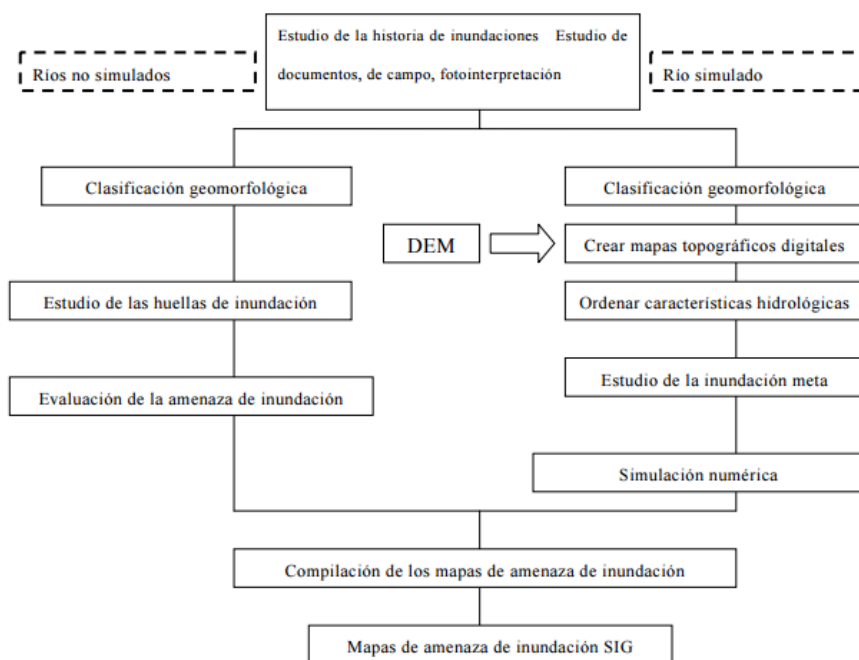 Estudio de la historia de inundaciones Estudio de
documentos, de campo, fotointerpretación
Ríos no simulados
Río simulado
Clasificación geomorfológica
Clasificación geomorfológica
DEM
Crear mapas topográficos digitales
Estudio de las huellas de inundación
Ordenar características hidrológicas
Estudio de la inundación meta
Evaluación de la amenaza de inundación
Simulación numérica
Compilación de los mapas de amenaza de inundación
Mapas de amenaza de inundación SIG